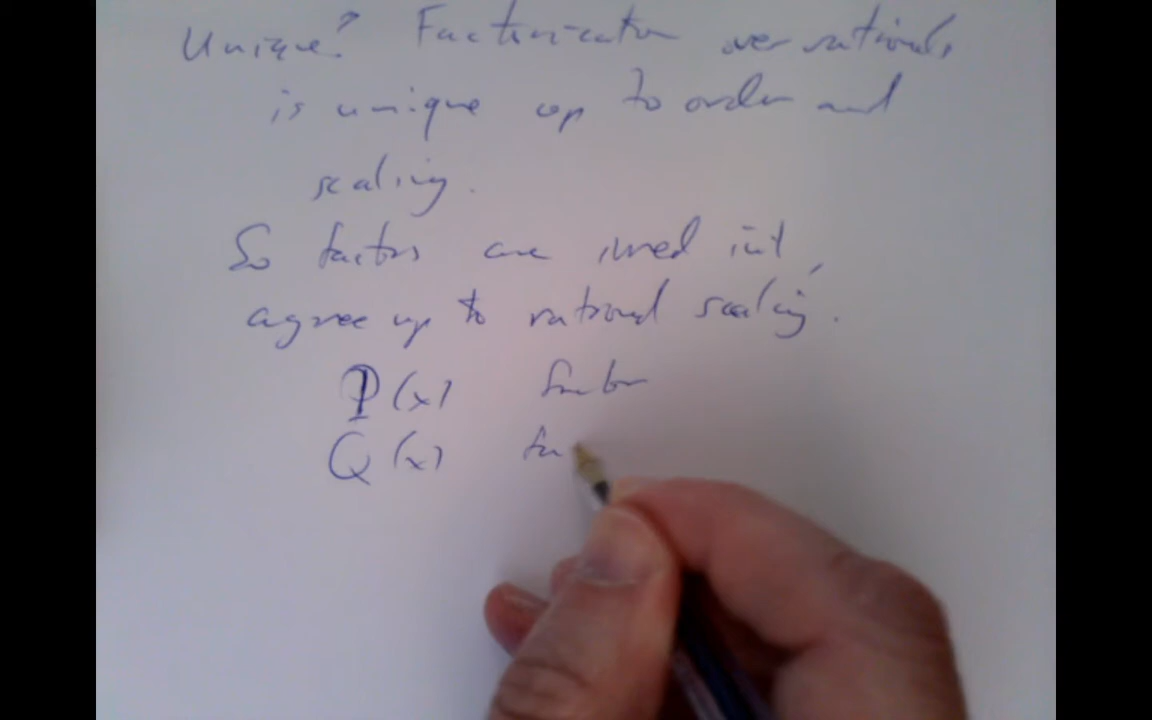 Unique? Factorization over rationals
is unique up to order and
scaling.
So factors are irred int,
agree up to rational scaling.
P(x) factor
Q(x) fa